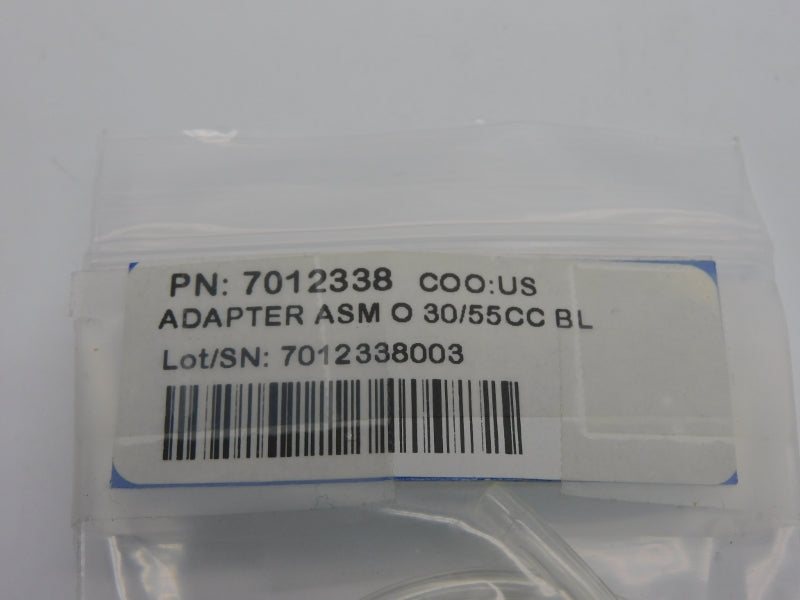 PN: 7012338 COO:US
ADAPTER ASM O 30/55CC BL
Lot/SN: 7012338003